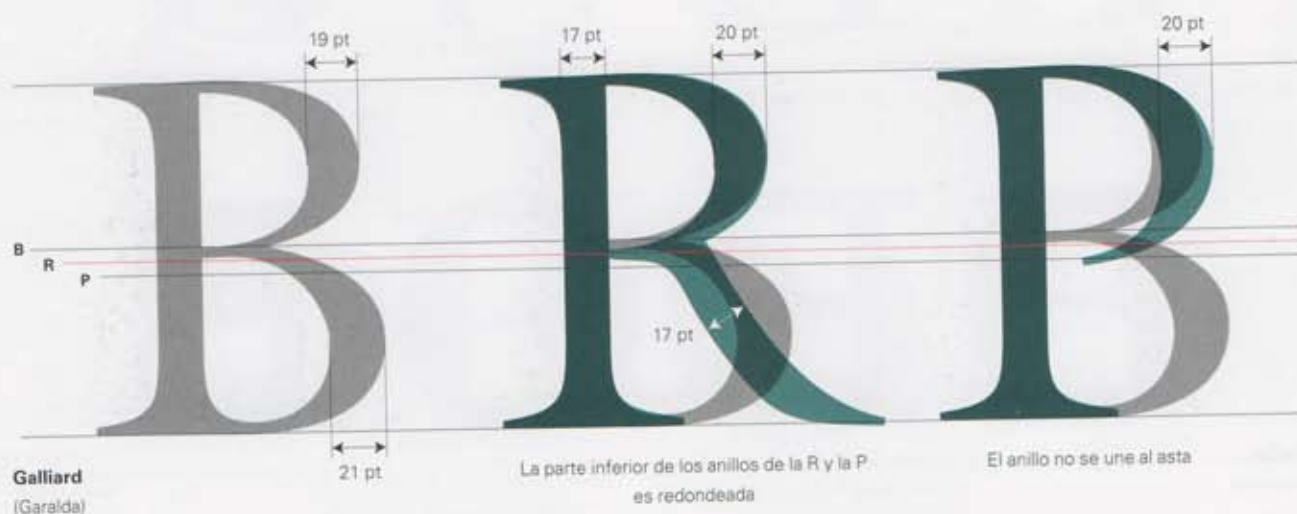 19 pt
17 pt
20 pt
20 pt
B
R
P
17 pt
21 pt
Galliard
(Garalda)
La parte inferior de los anillos de la R y la P
es redondeada
El anillo no se une al asta